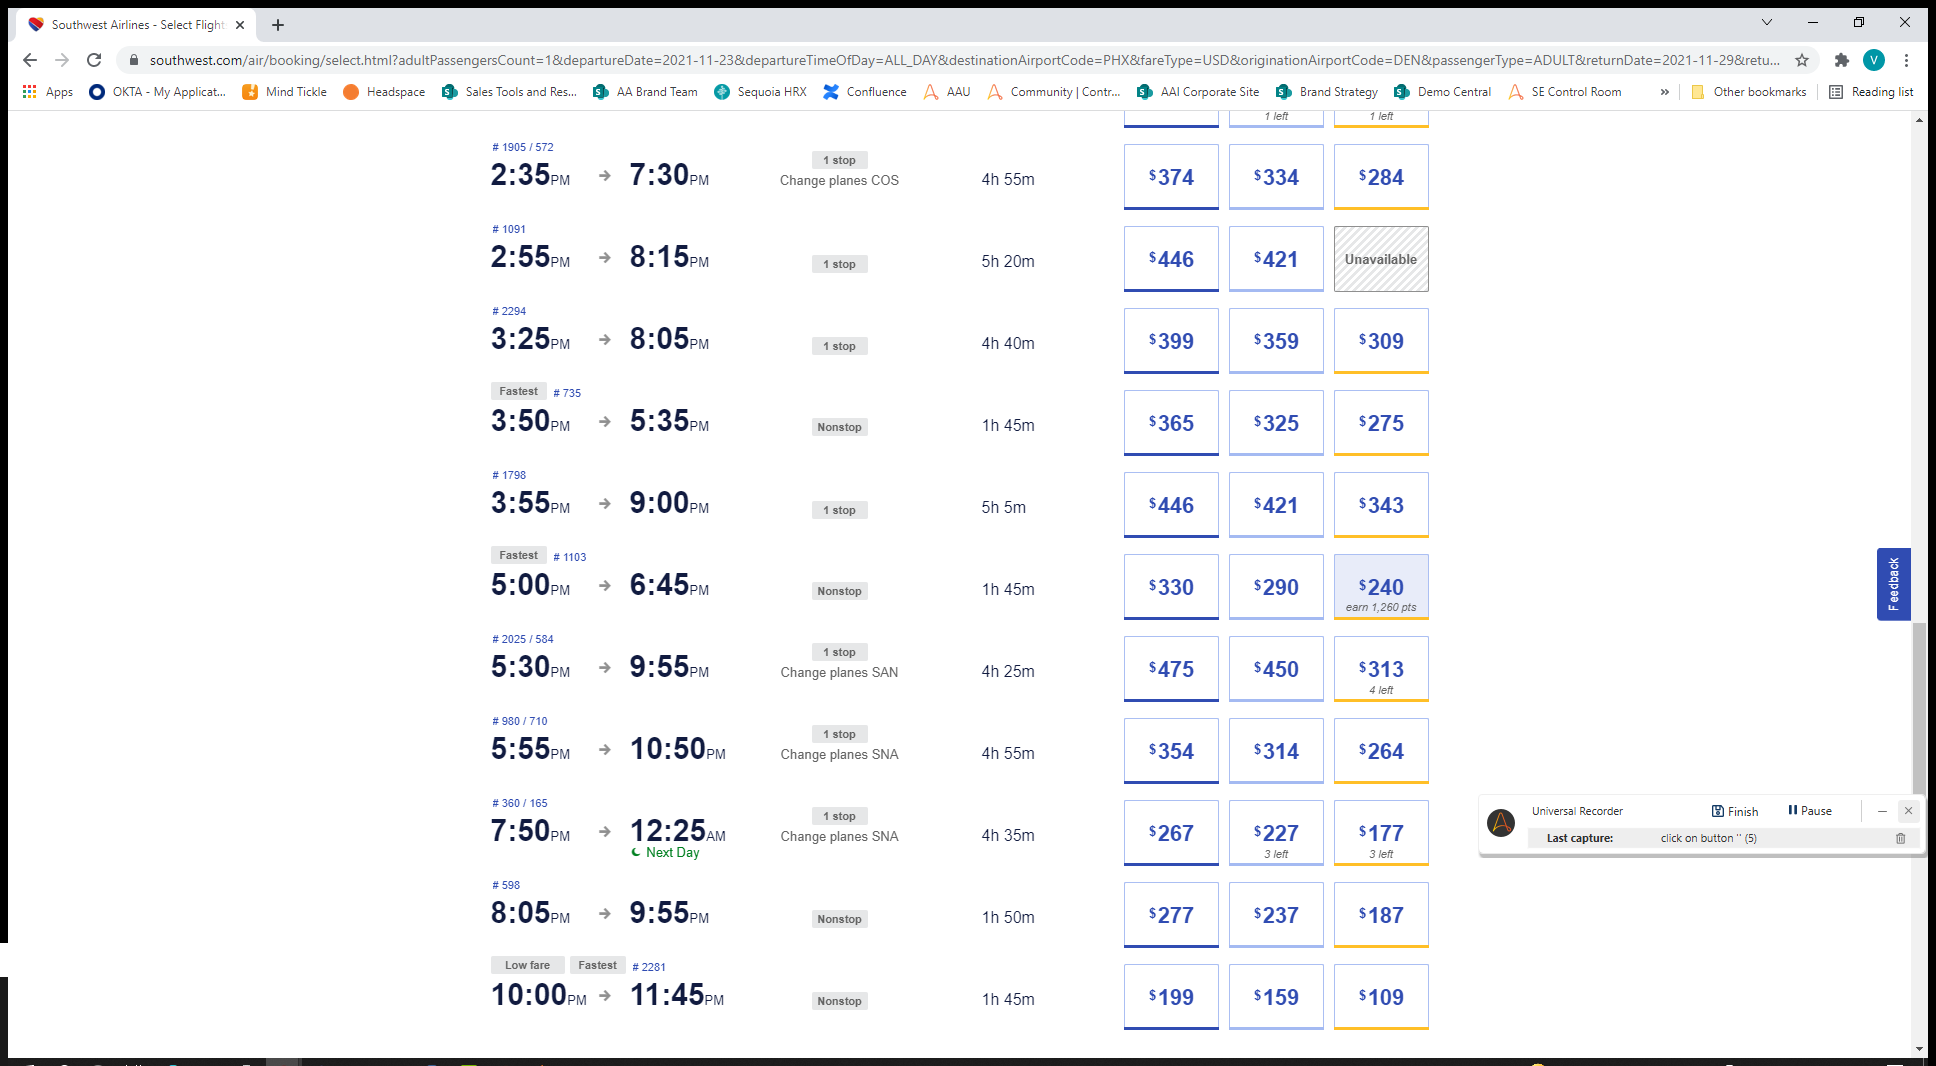 Southwest Airlines - Select Flight
southwest.com/air/booking/select.html?adultPassengersCount=1&departureDate=2021-11-23&departureTimeOfDay=ALL_DAY&destinationAirportCode=PHX&fareType=USD&originationAirportCode=DEN&passengerType=ADULT&returnDate=2021-11-29&retu...
V
Apps OKTA - My Applicat... Mind Tickle Headspace Sales Tools and Res... AA Brand Team Sequoia HRX Confluence AAU Community | Contr... AAI Corporate Site Brand Strategy Demo Central SE Control Room » Other bookmarks Reading list
1 left 1 left
# 1905 / 572
2:35PM 7:30PM 1 stop Change planes COS 4h 55m $374 $334 $284
# 1091
2:55PM 8:15PM 1 stop 5h 20m $446 $421 Unavailable
# 2294
3:25PM 8:05PM 1 stop 4h 40m $399 $359 $309
Fastest # 735
3:50PM 5:35PM Nonstop 1h 45m $365 $325 $275
# 1798
3:55PM 9:00PM 1 stop 5h 5m $446 $421 $343
Fastest # 1103
5:00PM 6:45PM Nonstop 1h 45m $330 $290 $240
earn 1,260 pts
Feedback
# 2025 / 584
5:30PM 9:55PM 1 stop Change planes SAN 4h 25m $475 $450 $313
4 left
# 980 / 710
5:55PM 10:50PM 1 stop Change planes SNA 4h 55m $354 $314 $264
# 360 / 165
7:50PM 12:25AM 1 stop Change planes SNA 4h 35m $267 $227 $177
Next Day 3 left 3 left
Universal Recorder Finish Pause
Last capture: click on button '' (5)
# 598
8:05PM 9:55PM Nonstop 1h 50m $277 $237 $187
Low fare Fastest # 2281
10:00PM 11:45PM Nonstop 1h 45m $199 $159 $109